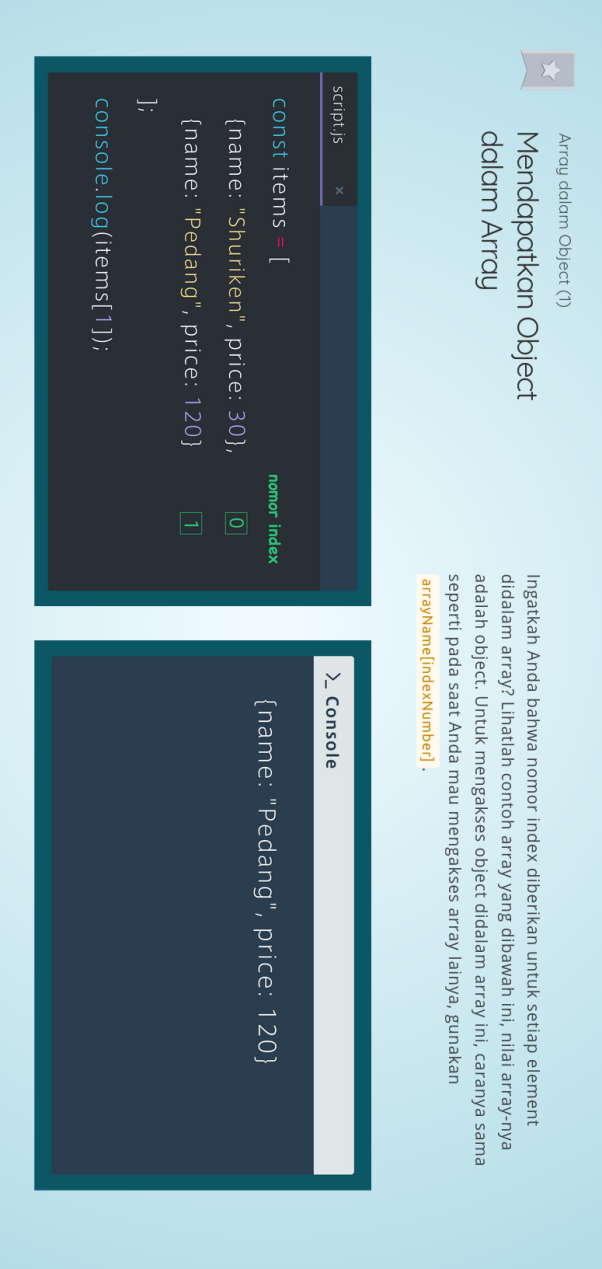 Array dalam Object (1)
Mendapatkan Object
dalam Array
Ingatkah Anda bahwa nomor index diberikan untuk setiap element
didalam array? Lihatlah contoh array yang dibawah ini, nilai array-nya
adalah object. Untuk mengakses object didalam array ini, caranya sama
seperti pada saat Anda mau mengakses array lainya, gunakan
arrayName[indexNumber] .
script.js ×
const items = [
nomor index
{name: "Shuriken", price: 30}, 0
{name: "Pedang", price: 120} 1
];
console.log(items[1]);
>_ Console
{name: "Pedang", price: 120}